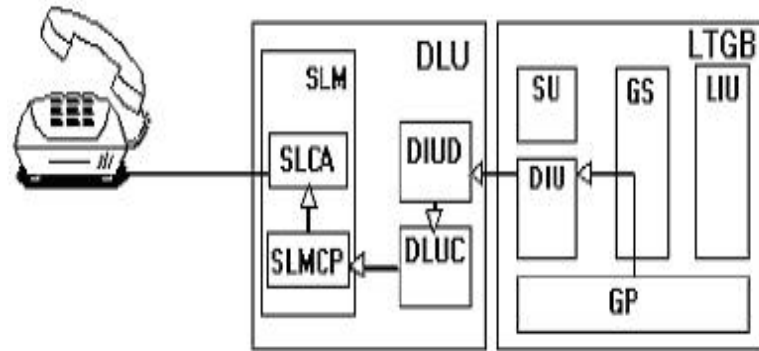 DLU
LTGB
SLM
SU
GS
LIU
SLCA
DIUD
DIU
SLMCP
DLUC
GP